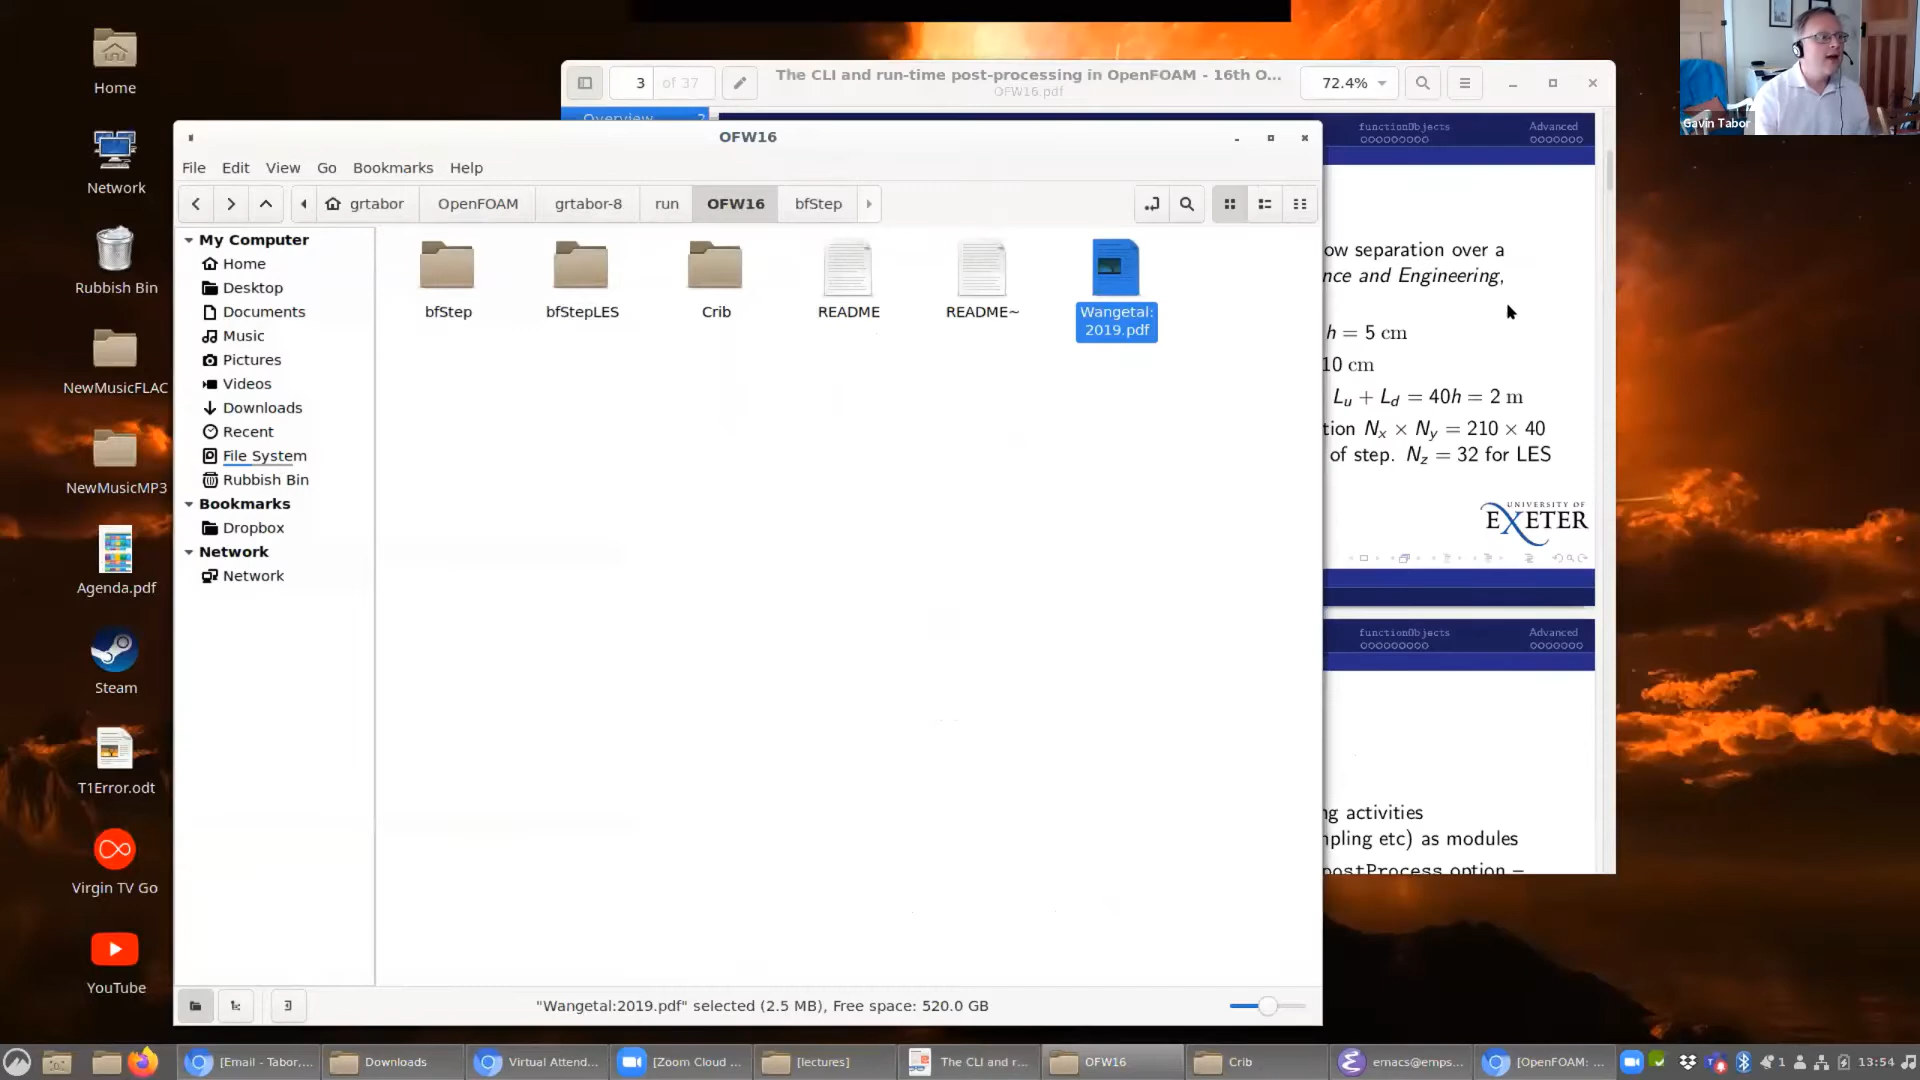 Home
Network
Rubbish Bin
NewMusicFLAC
NewMusicMP3
Agenda.pdf
Steam
T1Error.odt
Virgin TV Go
YouTube
3 of 37
The CLI and run-time post-processing in OpenFOAM - 16th O...
OFW16.pdf
72.4%
Gavin Tabor
OFW16
File Edit View Go Bookmarks Help
grtabor OpenFOAM grtabor-8 run OFW16 bfStep
My Computer
Home
Desktop
Documents
Music
Pictures
Videos
Downloads
Recent
File System
Rubbish Bin
Bookmarks
Dropbox
Network
Network
bfStep
bfStepLES
Crib
README
README~
Wangetal:
2019.pdf
"Wangetal:2019.pdf" selected (2.5 MB), Free space: 520.0 GB
functionObjects Advanced
ow separation over a
nce and Engineering,
h = 5 cm
10 cm
L_u + L_d = 40h = 2 m
tion N_x × N_y = 210 × 40
of step. N_z = 32 for LES
UNIVERSITY OF
EXETER
functionObjects Advanced
ng activities
npling etc) as modules
postProcess option –
[Email - Tabor,...
Downloads
Virtual Attend...
[Zoom Cloud ...
[lectures]
The CLI and r...
OFW16
Crib
emacs@emps...
[OpenFOAM: ...
1
13:54